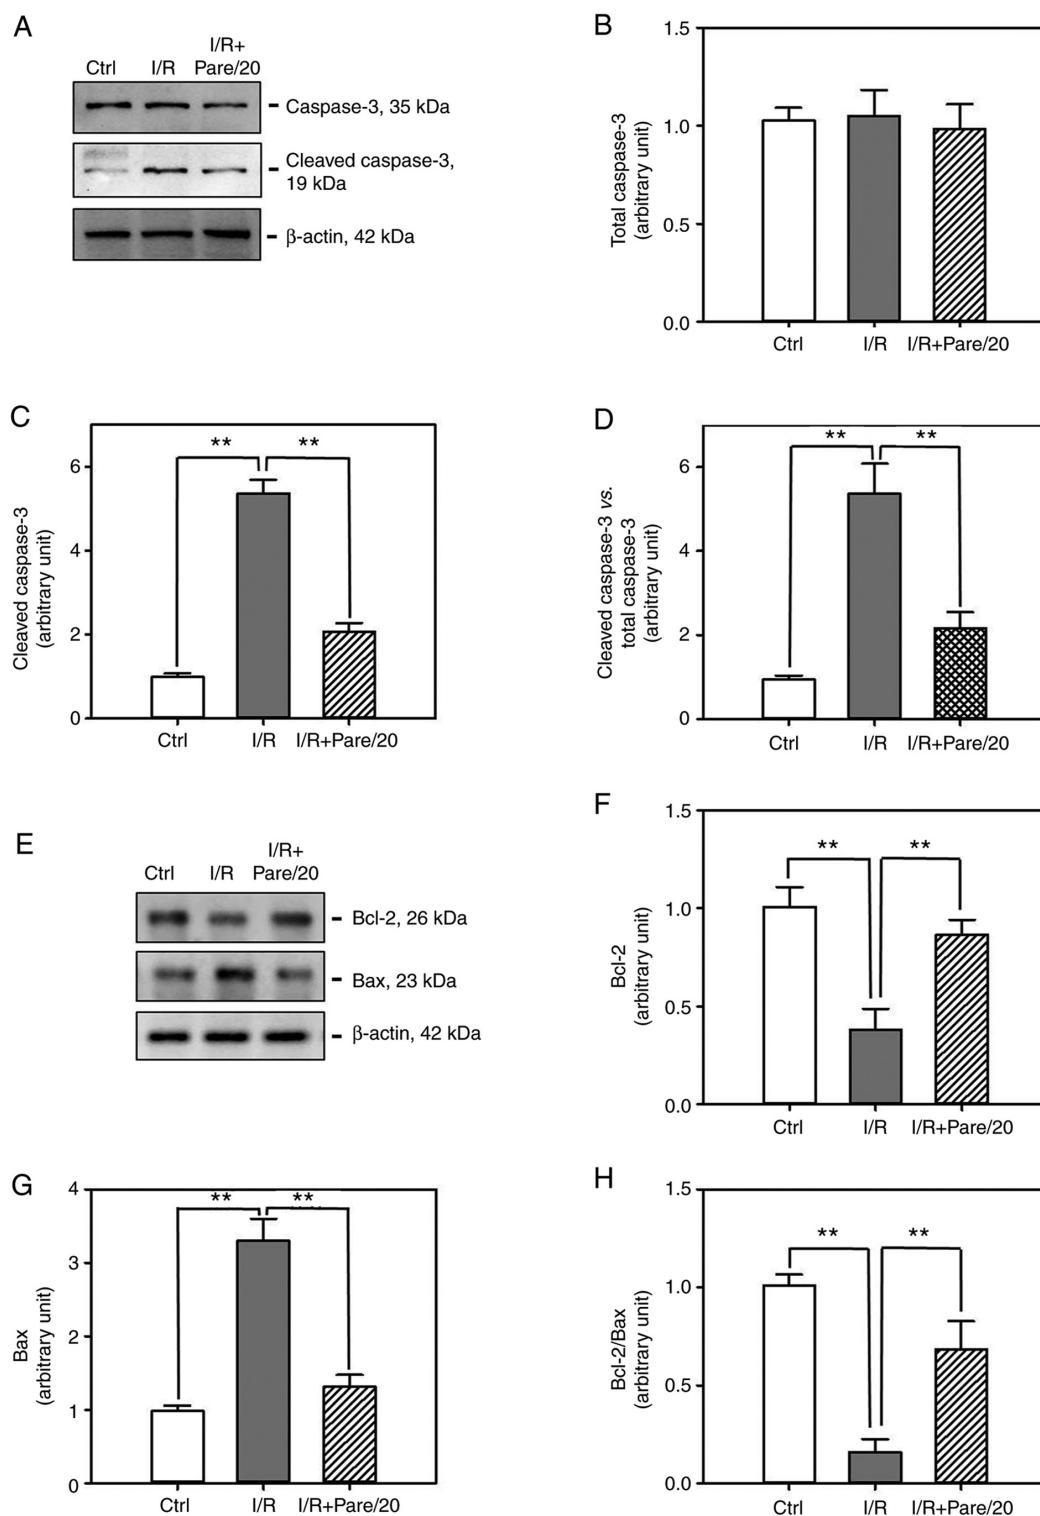 A
Ctrl
I/R
I/R+
Pare/20
Caspase-3, 35 kDa
Cleaved caspase-3,
19 kDa
β-actin, 42 kDa
B
Total caspase-3
(arbitrary unit)
1.5
1.0
0.5
0.0
Ctrl
I/R
I/R+Pare/20
C
Cleaved caspase-3
(arbitrary unit)
6
4
2
0
**
**
Ctrl
I/R
I/R+Pare/20
D
Cleaved caspase-3 vs.
total caspase-3
(arbitrary unit)
6
4
2
0
**
**
Ctrl
I/R
I/R+Pare/20
E
Ctrl
I/R
I/R+
Pare/20
Bcl-2, 26 kDa
Bax, 23 kDa
β-actin, 42 kDa
F
Bcl-2
(arbitrary unit)
1.5
1.0
0.5
0.0
**
**
Ctrl
I/R
I/R+Pare/20
G
Bax
(arbitrary unit)
4
3
2
1
0
**
**
Ctrl
I/R
I/R+Pare/20
H
Bcl-2/Bax
(arbitrary unit)
1.5
1.0
0.5
0.0
**
**
Ctrl
I/R
I/R+Pare/20